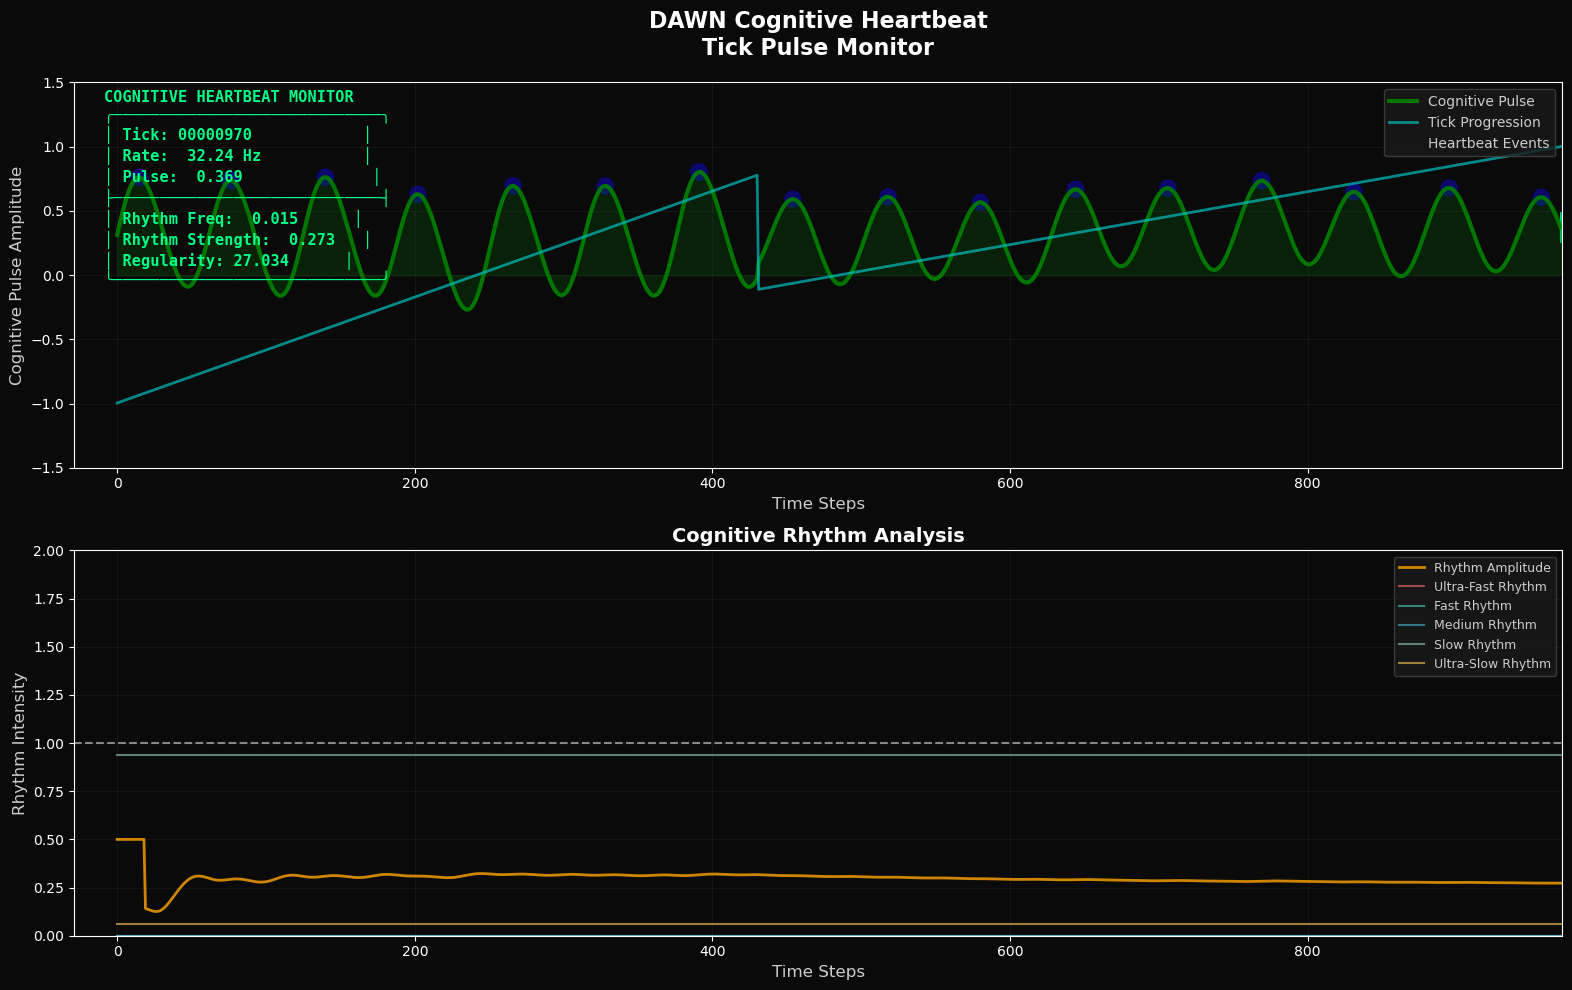 DAWN Cognitive Heartbeat
Tick Pulse Monitor
1.5
1.0
0.5
0.0
−0.5
−1.0
−1.5
Cognitive Pulse Amplitude
COGNITIVE HEARTBEAT MONITOR
Tick: 00000970
Rate:  32.24 Hz
Pulse:  0.369
Rhythm Freq:  0.015
Rhythm Strength:  0.273
Regularity: 27.034
Cognitive Pulse
Tick Progression
Heartbeat Events
0 200 400 600 800
Time Steps
Cognitive Rhythm Analysis
2.00
1.75
1.50
1.25
1.00
0.75
0.50
0.25
0.00
Rhythm Intensity
Rhythm Amplitude
Ultra-Fast Rhythm
Fast Rhythm
Medium Rhythm
Slow Rhythm
Ultra-Slow Rhythm
0 200 400 600 800
Time Steps